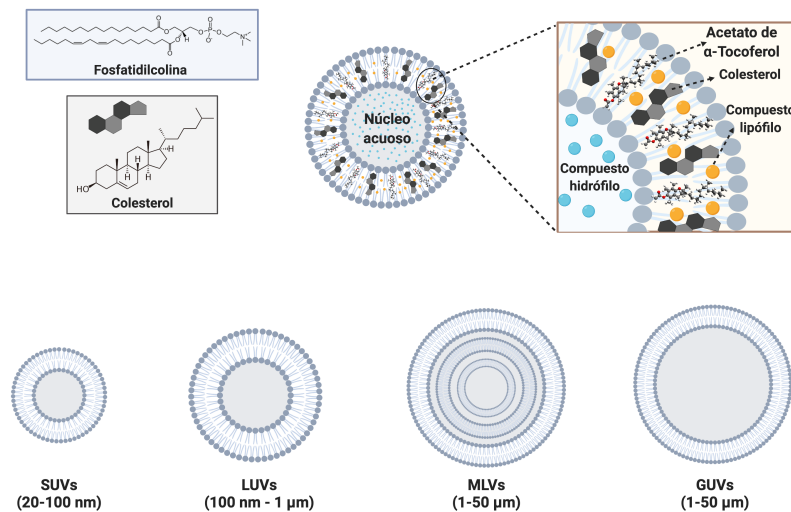 O
O
O
P
O
O⁻
N⁺
O
O
H
Fosfatidilcolina
H
H
H
H
HO
Colesterol
Núcleo
acuoso
Acetato de
α-Tocoferol
Colesterol
Compuesto
lipófilo
Compuesto
hidrófilo
SUVs
(20-100 nm)
LUVs
(100 nm - 1 µm)
MLVs
(1-50 µm)
GUVs
(1-50 µm)